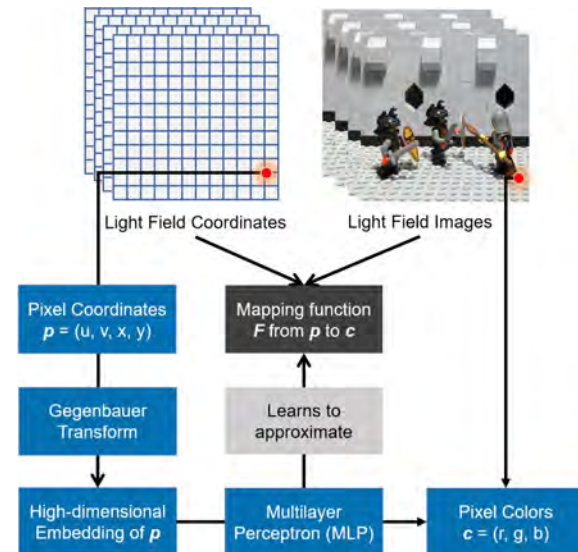 Light Field Coordinates
Light Field Images
Pixel Coordinates
p = (u, v, x, y)
Mapping function
F from p to c
Gegenbauer
Transform
Learns to
approximate
High-dimensional
Embedding of p
Multilayer
Perceptron (MLP)
Pixel Colors
c = (r, g, b)